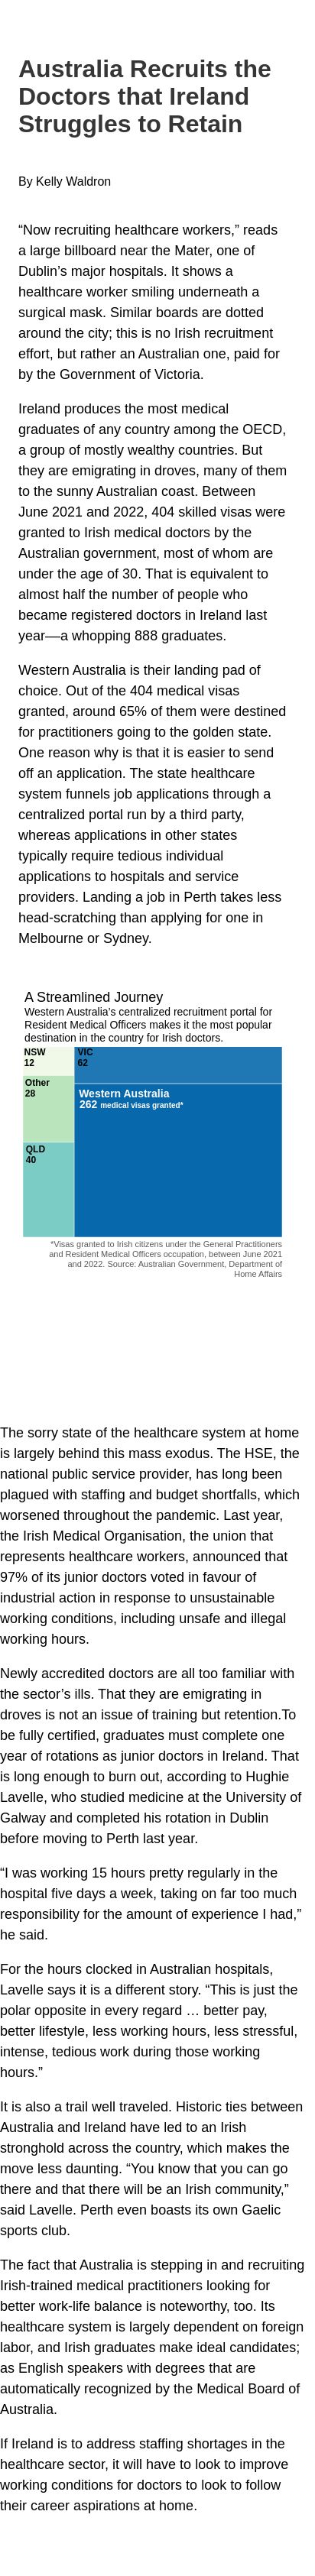 Australia Recruits the
Doctors that Ireland
Struggles to Retain
By Kelly Waldron
“Now recruiting healthcare workers,” reads
a large billboard near the Mater, one of
Dublin’s major hospitals. It shows a
healthcare worker smiling underneath a
surgical mask. Similar boards are dotted
around the city; this is no Irish recruitment
effort, but rather an Australian one, paid for
by the Government of Victoria.
Ireland produces the most medical
graduates of any country among the OECD,
a group of mostly wealthy countries. But
they are emigrating in droves, many of them
to the sunny Australian coast. Between
June 2021 and 2022, 404 skilled visas were
granted to Irish medical doctors by the
Australian government, most of whom are
under the age of 30. That is equivalent to
almost half the number of people who
became registered doctors in Ireland last
year––a whopping 888 graduates.
Western Australia is their landing pad of
choice. Out of the 404 medical visas
granted, around 65% of them were destined
for practitioners going to the golden state.
One reason why is that it is easier to send
off an application. The state healthcare
system funnels job applications through a
centralized portal run by a third party,
whereas applications in other states
typically require tedious individual
applications to hospitals and service
providers. Landing a job in Perth takes less
head-scratching than applying for one in
Melbourne or Sydney.
A Streamlined Journey
Western Australia’s centralized recruitment portal for
Resident Medical Officers makes it the most popular
destination in the country for Irish doctors.
NSW
12
VIC
62
Other
28
Western Australia
262 medical visas granted*
QLD
40
*Visas granted to Irish citizens under the General Practitioners
and Resident Medical Officers occupation, between June 2021
and 2022. Source: Australian Government, Department of
Home Affairs
The sorry state of the healthcare system at home
is largely behind this mass exodus. The HSE, the
national public service provider, has long been
plagued with staffing and budget shortfalls, which
worsened throughout the pandemic. Last year,
the Irish Medical Organisation, the union that
represents healthcare workers, announced that
97% of its junior doctors voted in favour of
industrial action in response to unsustainable
working conditions, including unsafe and illegal
working hours.
Newly accredited doctors are all too familiar with
the sector’s ills. That they are emigrating in
droves is not an issue of training but retention.To
be fully certified, graduates must complete one
year of rotations as junior doctors in Ireland. That
is long enough to burn out, according to Hughie
Lavelle, who studied medicine at the University of
Galway and completed his rotation in Dublin
before moving to Perth last year.
“I was working 15 hours pretty regularly in the
hospital five days a week, taking on far too much
responsibility for the amount of experience I had,”
he said.
For the hours clocked in Australian hospitals,
Lavelle says it is a different story. “This is just the
polar opposite in every regard … better pay,
better lifestyle, less working hours, less stressful,
intense, tedious work during those working
hours.”
It is also a trail well traveled. Historic ties between
Australia and Ireland have led to an Irish
stronghold across the country, which makes the
move less daunting. “You know that you can go
there and that there will be an Irish community,”
said Lavelle. Perth even boasts its own Gaelic
sports club.
The fact that Australia is stepping in and recruiting
Irish-trained medical practitioners looking for
better work-life balance is noteworthy, too. Its
healthcare system is largely dependent on foreign
labor, and Irish graduates make ideal candidates;
as English speakers with degrees that are
automatically recognized by the Medical Board of
Australia.
If Ireland is to address staffing shortages in the
healthcare sector, it will have to look to improve
working conditions for doctors to look to follow
their career aspirations at home.